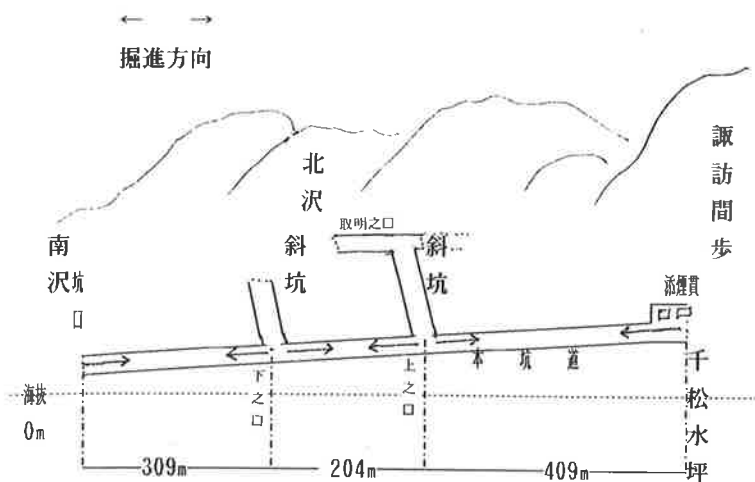 掘進方向
諏訪間歩
北沢
取明之口
南沢坑口
斜坑
斜坑
添煙貫
本坑道
下之口
上之口
千松水坪
海抜
0m
309m
204m
409m